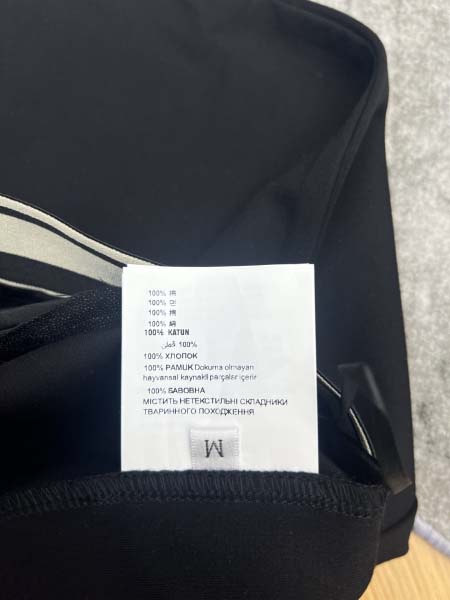 100% 棉
100% 면
100% 棉
100% 綿
100% KATUN
100% قطن
100% ХЛОПОК
100% PAMUK Dokuma olmayan
hayvansal kaynakli parçalar içerir
100% БАВОВНА
МІСТИТЬ НЕТЕКСТИЛЬНІ СКЛАДНИКИ
ТВАРИННОГО ПОХОДЖЕННЯ
M